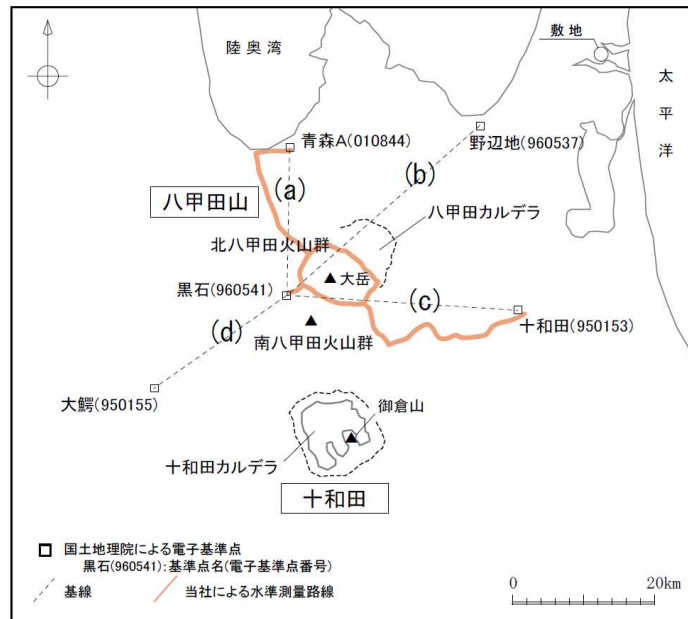 陸奥湾
敷地
太平洋
青森A(010844)
野辺地(960537)
(a)
(b)
八甲田山
八甲田カルデラ
北八甲田火山群
大岳
黒石(960541)
(c)
十和田(950153)
(d)
南八甲田火山群
大鰐(950155)
御倉山
十和田カルデラ
十和田
国土地理院による電子基準点
黒石(960541):基準点名(電子基準点番号)
基線
当社による水準測量路線
0 20km